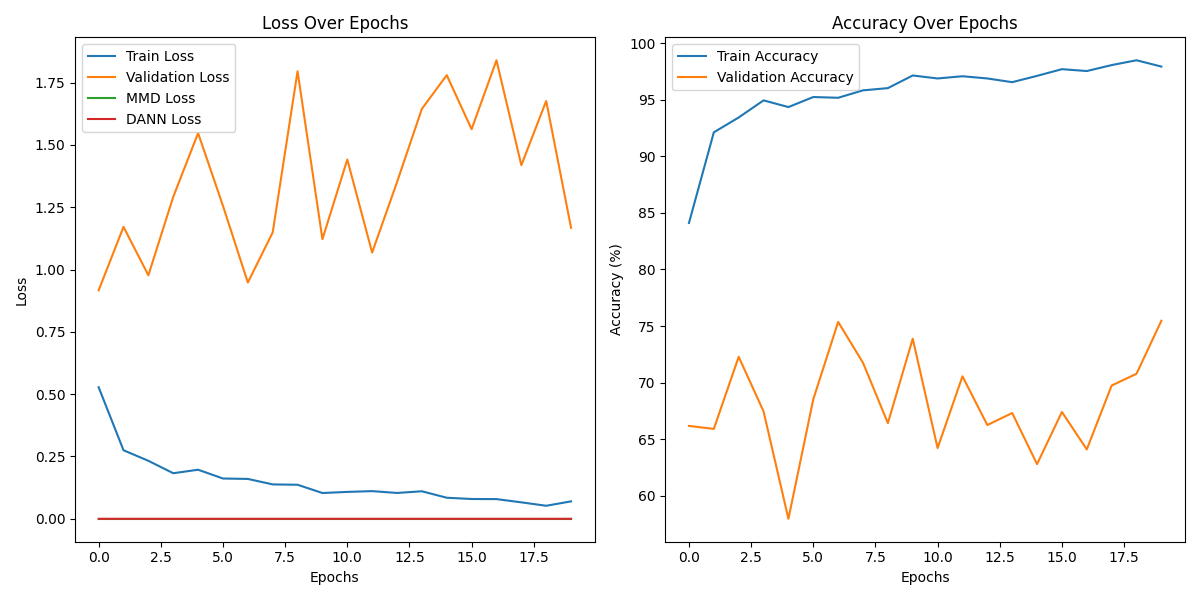 Loss Over Epochs
Train Loss
Validation Loss
MMD Loss
DANN Loss
1.75
1.50
1.25
1.00
0.75
0.50
0.25
0.00
Loss
0.0 2.5 5.0 7.5 10.0 12.5 15.0 17.5
Epochs
Accuracy Over Epochs
Train Accuracy
Validation Accuracy
100
95
90
85
80
75
70
65
60
Accuracy (%)
0.0 2.5 5.0 7.5 10.0 12.5 15.0 17.5
Epochs